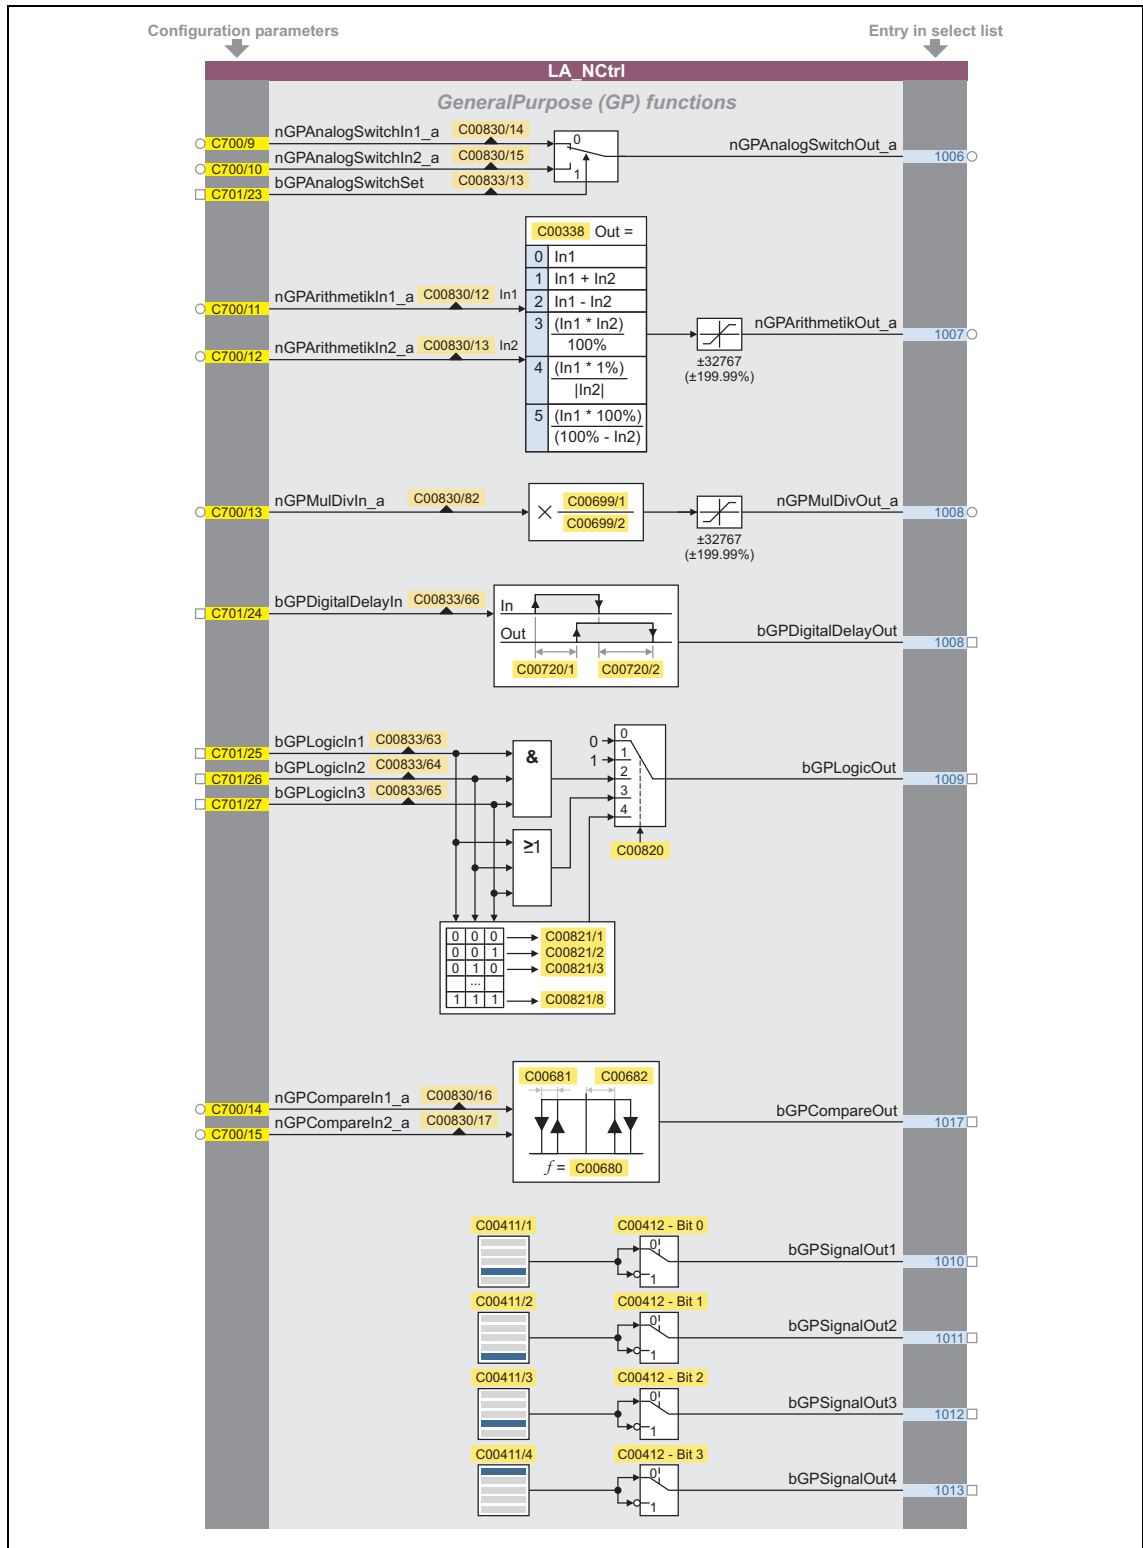 Configuration parameters
Entry in select list
LA_NCtrl
GeneralPurpose (GP) functions
C700/9
nGPAnalogSwitchIn1_a
C00830/14
0
nGPAnalogSwitchOut_a
1006
C700/10
nGPAnalogSwitchIn2_a
C00830/15
1
C701/23
bGPAnalogSwitchSet
C00833/13
C00338 Out =
0 In1
1 In1 + In2
2 In1 - In2
3 (In1 * In2)
100%
4 (In1 * 1%)
|In2|
5 (In1 * 100%)
(100% - In2)
C700/11
nGPArithmetikIn1_a
C00830/12
In1
C700/12
nGPArithmetikIn2_a
C00830/13
In2
±32767
(±199.99%)
nGPArithmetikOut_a
1007
C700/13
nGPMulDivIn_a
C00830/82
×
C00699/1
C00699/2
±32767
(±199.99%)
nGPMulDivOut_a
1008
C701/24
bGPDigitalDelayIn
C00833/66
In
Out
C00720/1
C00720/2
bGPDigitalDelayOut
1008
C701/25
bGPLogicIn1
C00833/63
C701/26
bGPLogicIn2
C00833/64
C701/27
bGPLogicIn3
C00833/65
&
≥1
0
1
0
1
2
3
4
C00820
bGPLogicOut
1009
0 0 0 C00821/1
0 0 1 C00821/2
0 1 0 C00821/3
...
1 1 1 C00821/8
C700/14
nGPCompareIn1_a
C00830/16
C700/15
nGPCompareIn2_a
C00830/17
C00681
C00682
f = C00680
bGPCompareOut
1017
C00411/1
C00412 - Bit 0
0
1
bGPSignalOut1
1010
C00411/2
C00412 - Bit 1
0
1
bGPSignalOut2
1011
C00411/3
C00412 - Bit 2
0
1
bGPSignalOut3
1012
C00411/4
C00412 - Bit 3
0
1
bGPSignalOut4
1013